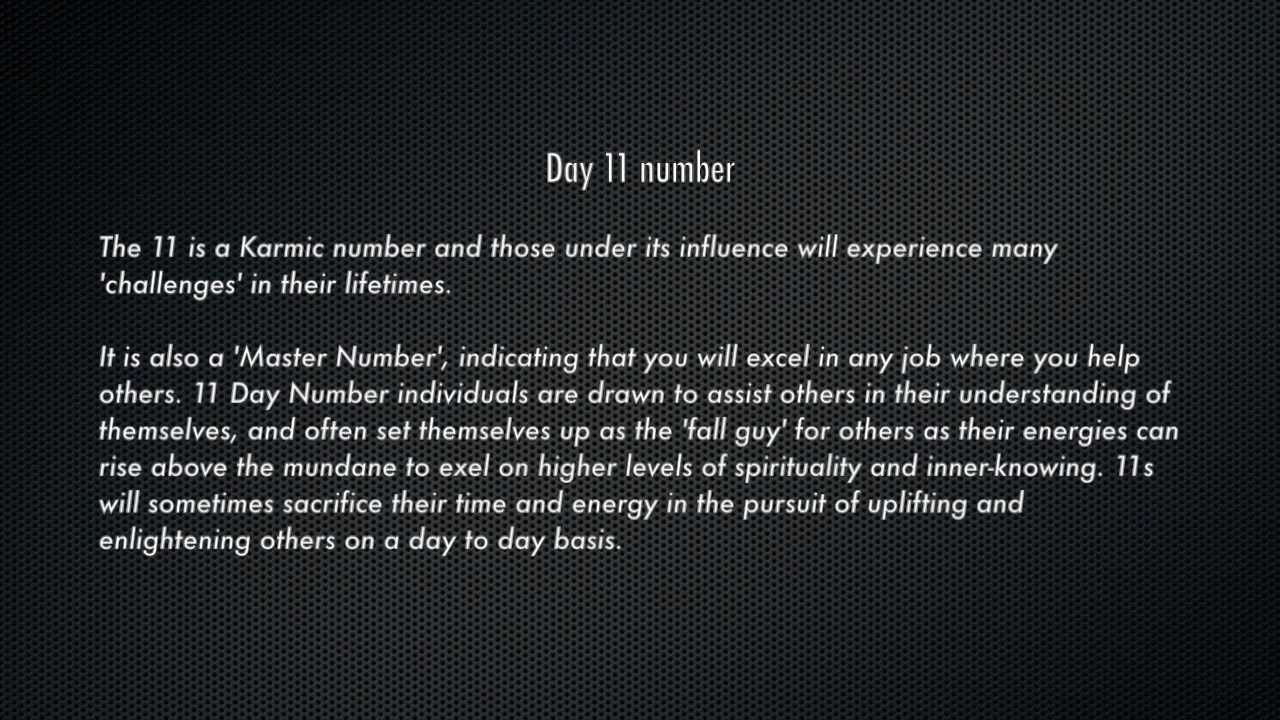 Day 11 number
The 11 is a Karmic number and those under its influence will experience many
'challenges' in their lifetimes.
It is also a 'Master Number', indicating that you will excel in any job where you help
others. 11 Day Number individuals are drawn to assist others in their understanding of
themselves, and often set themselves up as the 'fall guy' for others as their energies can
rise above the mundane to exel on higher levels of spirituality and inner-knowing. 11s
will sometimes sacrifice their time and energy in the pursuit of uplifting and
enlightening others on a day to day basis.